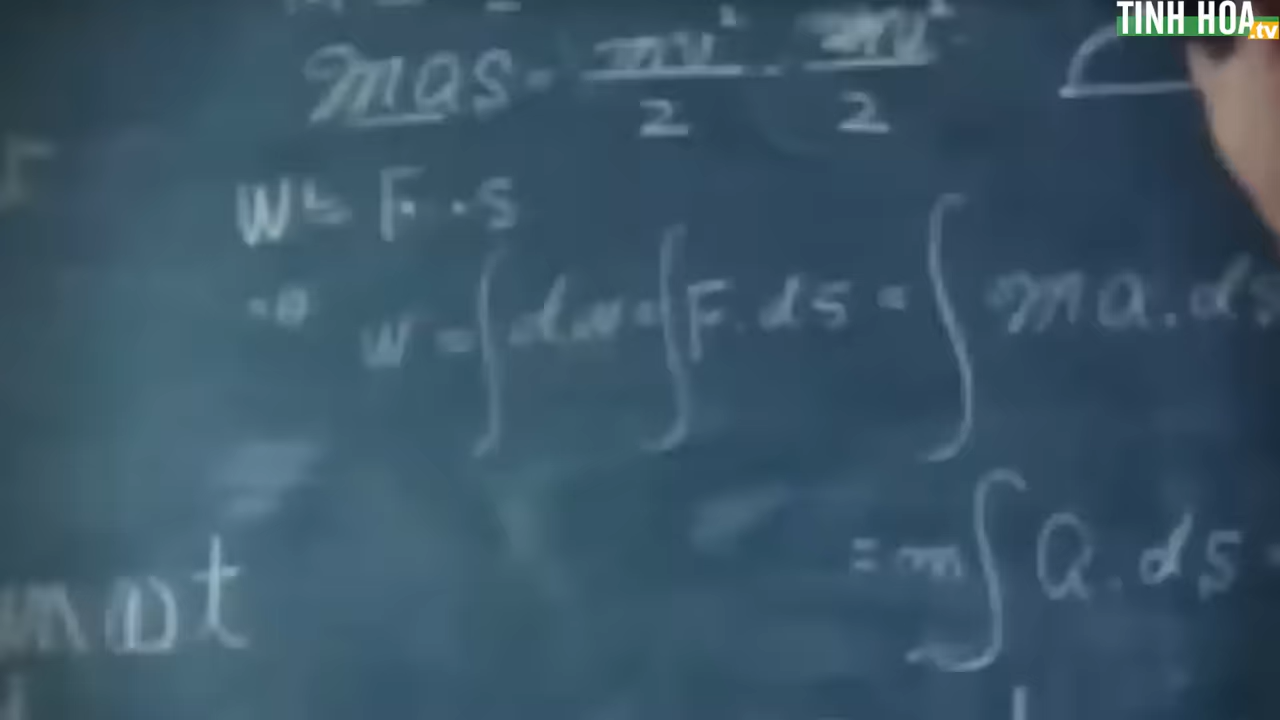 TINH HOA .tv
mas = mv²/2 - mv²/2
W = F · S
W = ∫ dw = ∫ F. ds = ∫ ma. ds
= m ∫ a. ds
t